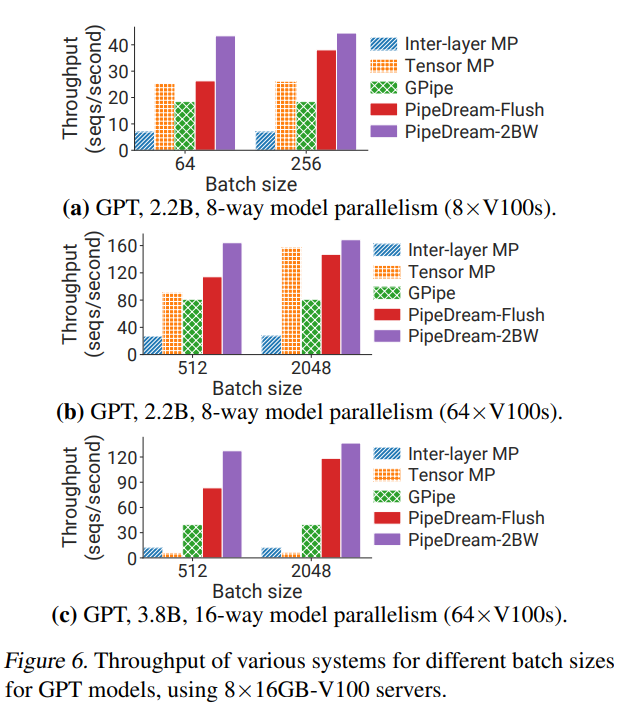 Throughput
(seqs/second)
40
30
20
10
0
64
256
Batch size
Inter-layer MP
Tensor MP
GPipe
PipeDream-Flush
PipeDream-2BW
(a) GPT, 2.2B, 8-way model parallelism (8×V100s).
Throughput
(seqs/second)
160
120
80
40
0
512
2048
Batch size
Inter-layer MP
Tensor MP
GPipe
PipeDream-Flush
PipeDream-2BW
(b) GPT, 2.2B, 8-way model parallelism (64×V100s).
Throughput
(seqs/second)
120
90
60
30
0
512
2048
Batch size
Inter-layer MP
Tensor MP
GPipe
PipeDream-Flush
PipeDream-2BW
(c) GPT, 3.8B, 16-way model parallelism (64×V100s).
Figure 6. Throughput of various systems for different batch sizes
for GPT models, using 8×16GB-V100 servers.